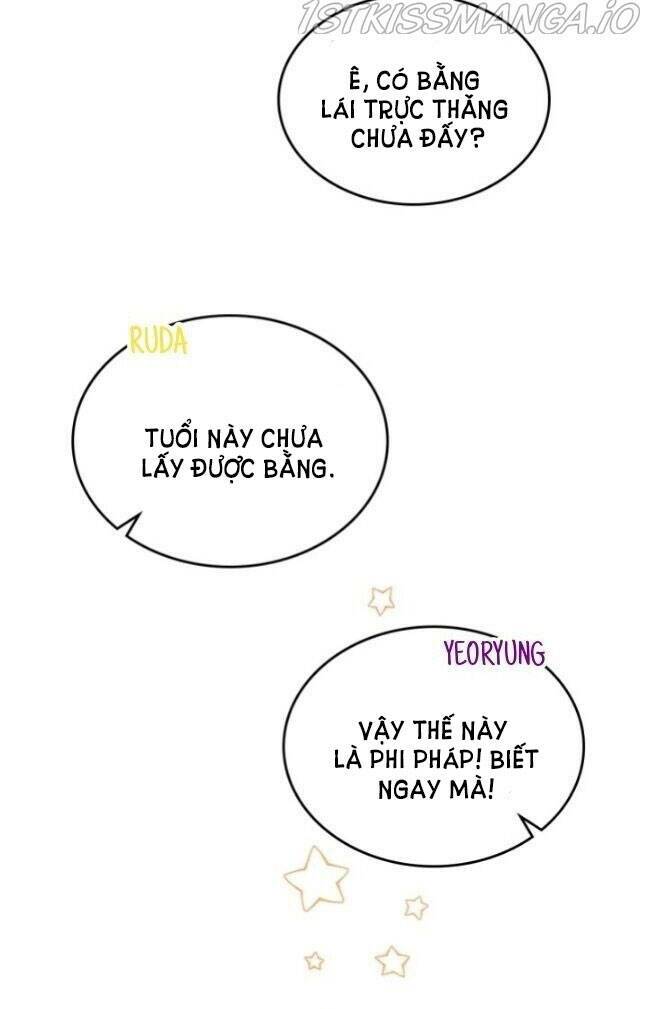 1STKISSMANGA.IO
Ê, CÓ BẰNG
LÁI TRỰC THĂNG
CHƯA ĐẤY?
RUDA
TUỔI NÀY CHƯA
LẤY ĐƯỢC BẰNG.
YEORYUNG
VẬY THẾ NÀY
LÀ PHI PHÁP! BIẾT
NGAY MÀ!